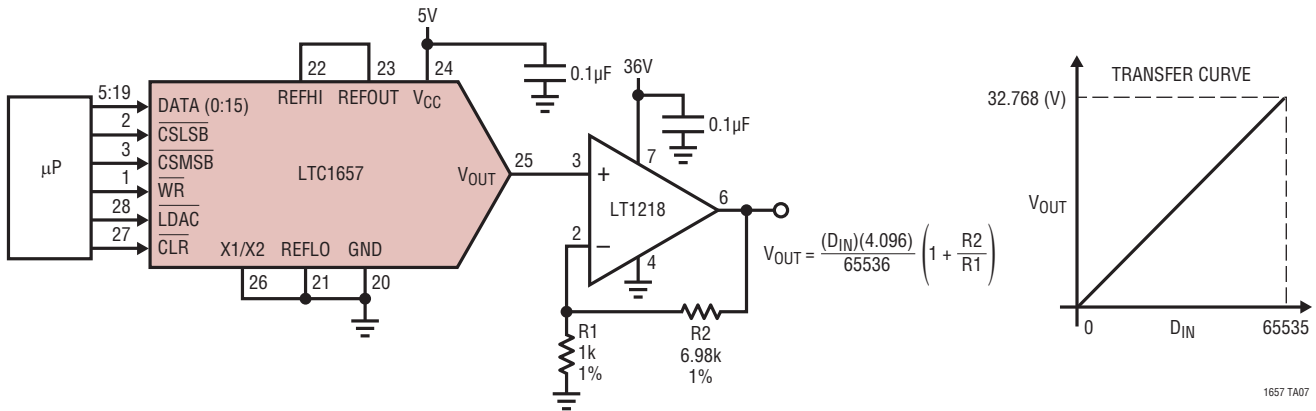 µP
5:19
2
3
1
28
27
DATA (0:15)
CSLSB
CSMSB
WR
LDAC
CLR
22
23
REFHI
REFOUT
VCC
24
5V
0.1µF
LTC1657
VOUT
25
X1/X2
REFLO
GND
26
21
20
36V
0.1µF
7
3
+
LT1218
2
–
4
6
R1
1k
1%
R2
6.98k
1%
VOUT = (DIN)(4.096) / 65536 (1 + R2 / R1)
TRANSFER CURVE
32.768 (V)
VOUT
0
DIN
65535
1657 TA07